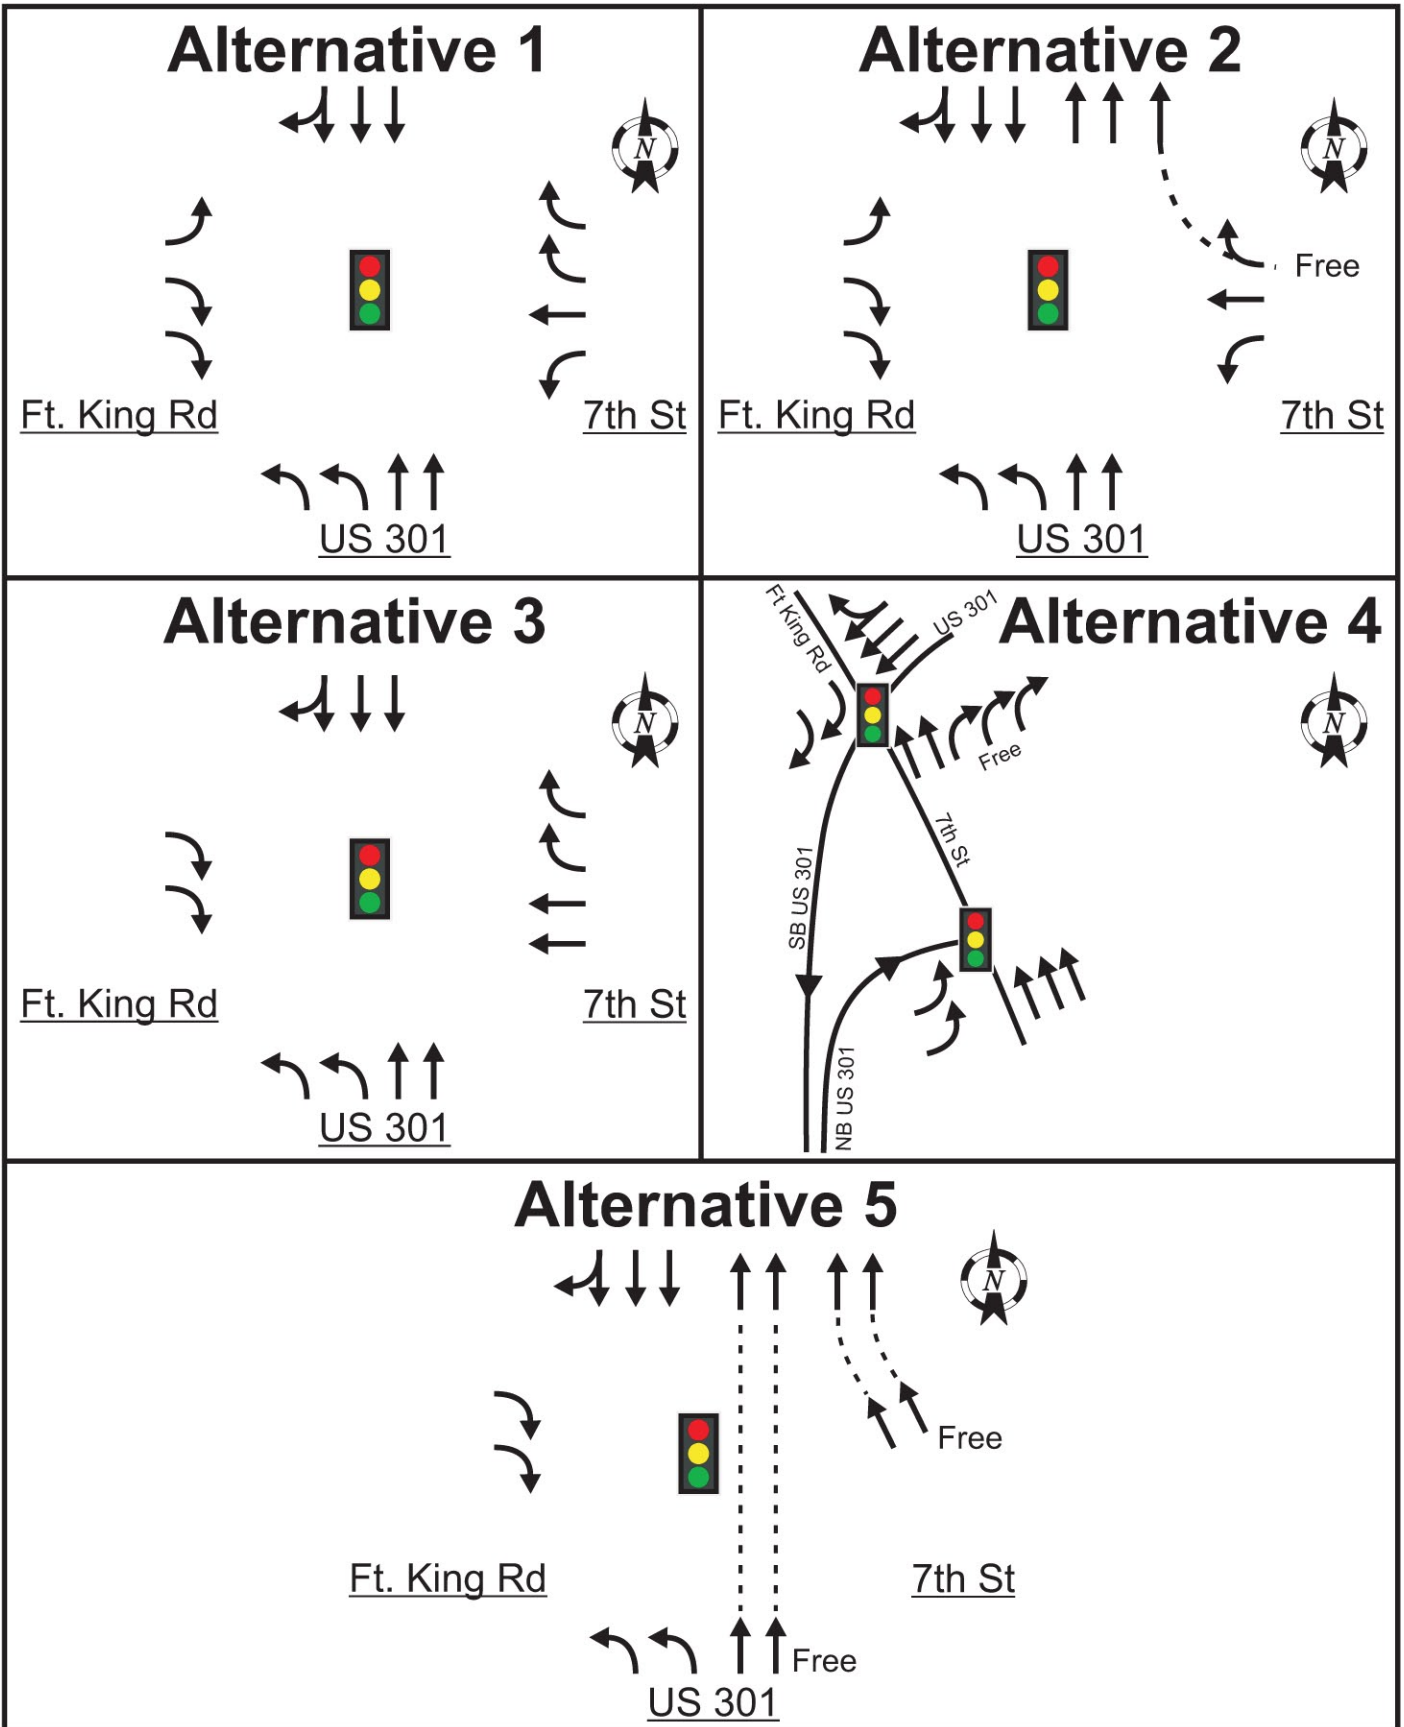 Alternative 1
N
Ft. King Rd
7th St
US 301
Alternative 2
N
Free
Ft. King Rd
7th St
US 301
Alternative 3
N
Ft. King Rd
7th St
US 301
Alternative 4
Ft King Rd
US 301
N
Free
7th St
SB US 301
NB US 301
Alternative 5
N
Free
Ft. King Rd
7th St
Free
US 301